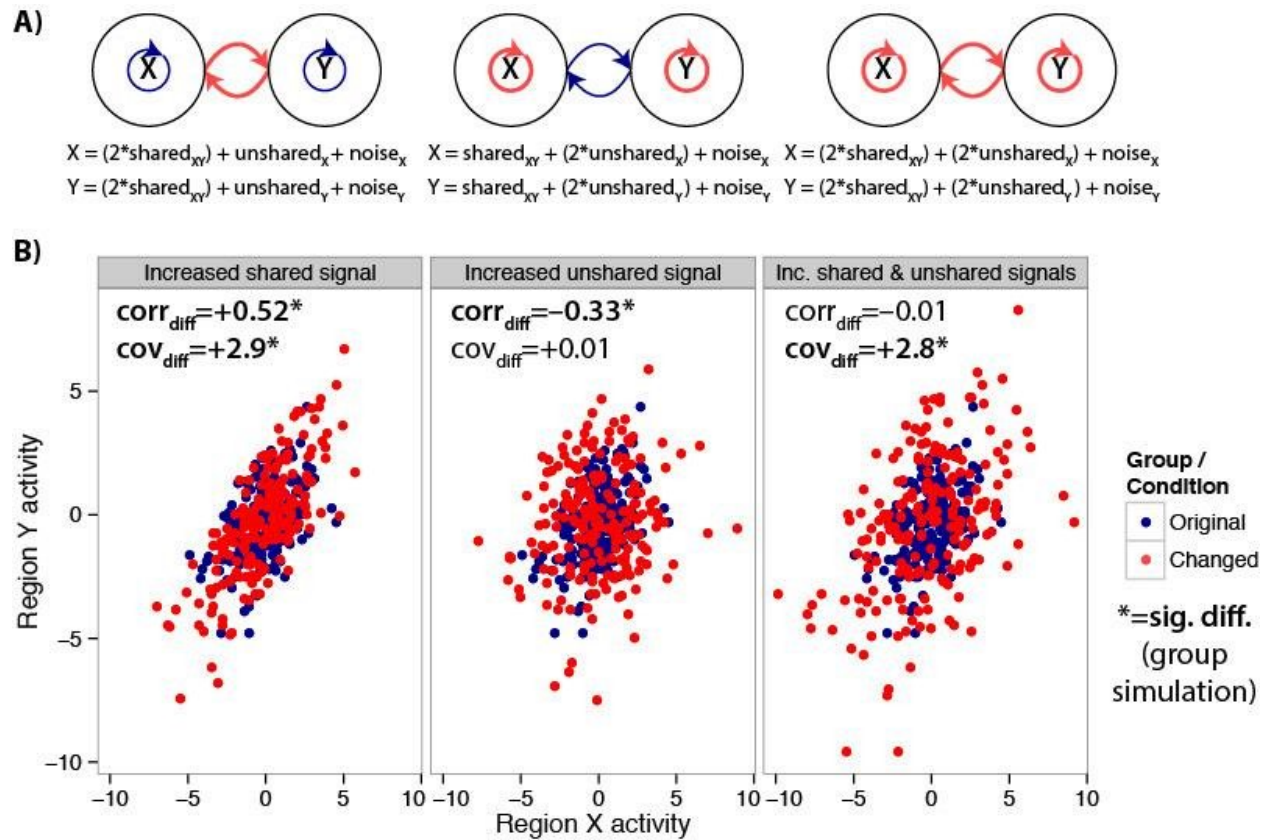 A)
X Y X Y X Y
X = (2*shared_XY) + unshared_X + noise_X
Y = (2*shared_XY) + unshared_Y + noise_Y
X = shared_XY + (2*unshared_X) + noise_X
Y = shared_XY + (2*unshared_Y) + noise_Y
X = (2*shared_XY) + (2*unshared_X) + noise_X
Y = (2*shared_XY) + (2*unshared_Y) + noise_Y
B)
Increased shared signal
corr_diff=+0.52*
cov_diff=+2.9*
Increased unshared signal
corr_diff=−0.33*
cov_diff=+0.01
Inc. shared & unshared signals
corr_diff=−0.01
cov_diff=+2.8*
Region Y activity
5
0
−5
−10
−10 −5 0 5 10
−10 −5 0 5 10
−10 −5 0 5 10
Region X activity
Group /
Condition
Original
Changed
*=sig. diff.
(group
simulation)